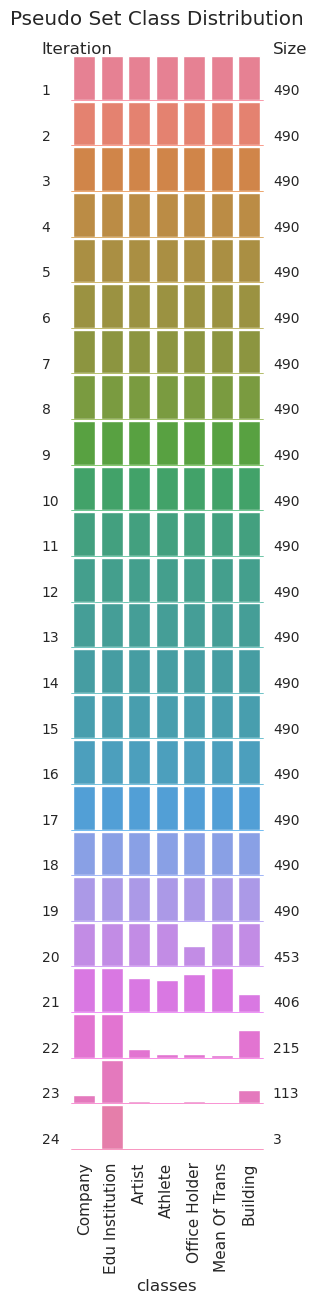 Pseudo Set Class Distribution
Iteration Size
1 490
2 490
3 490
4 490
5 490
6 490
7 490
8 490
9 490
10 490
11 490
12 490
13 490
14 490
15 490
16 490
17 490
18 490
19 490
20 453
21 406
22 215
23 113
24 3
Company
Edu Institution
Artist
Athlete
Office Holder
Mean Of Trans
Building
classes